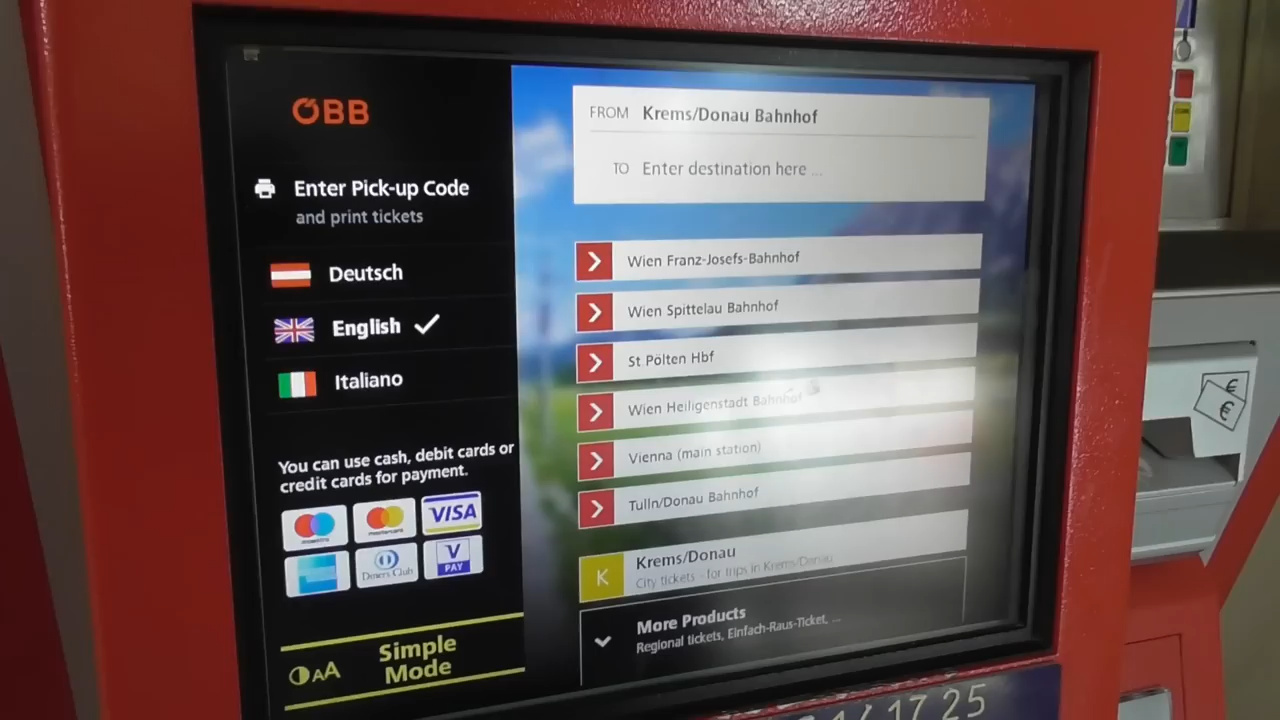 ÖBB
Enter Pick-up Code
and print tickets
Deutsch
English
Italiano
You can use cash, debit cards or
credit cards for payment.
mastercard
VISA
Diners Club
V PAY
AA
Simple
Mode
FROM Krems/Donau Bahnhof
TO Enter destination here ...
Wien Franz-Josefs-Bahnhof
Wien Spittelau Bahnhof
St Pölten Hbf
Wien Heiligenstadt Bahnhof
Vienna (main station)
Tulln/Donau Bahnhof
K
Krems/Donau
City tickets - for trips in Krems/Donau
More Products
Regional tickets, Einfach-Raus-Ticket, ...
€
€
17 25